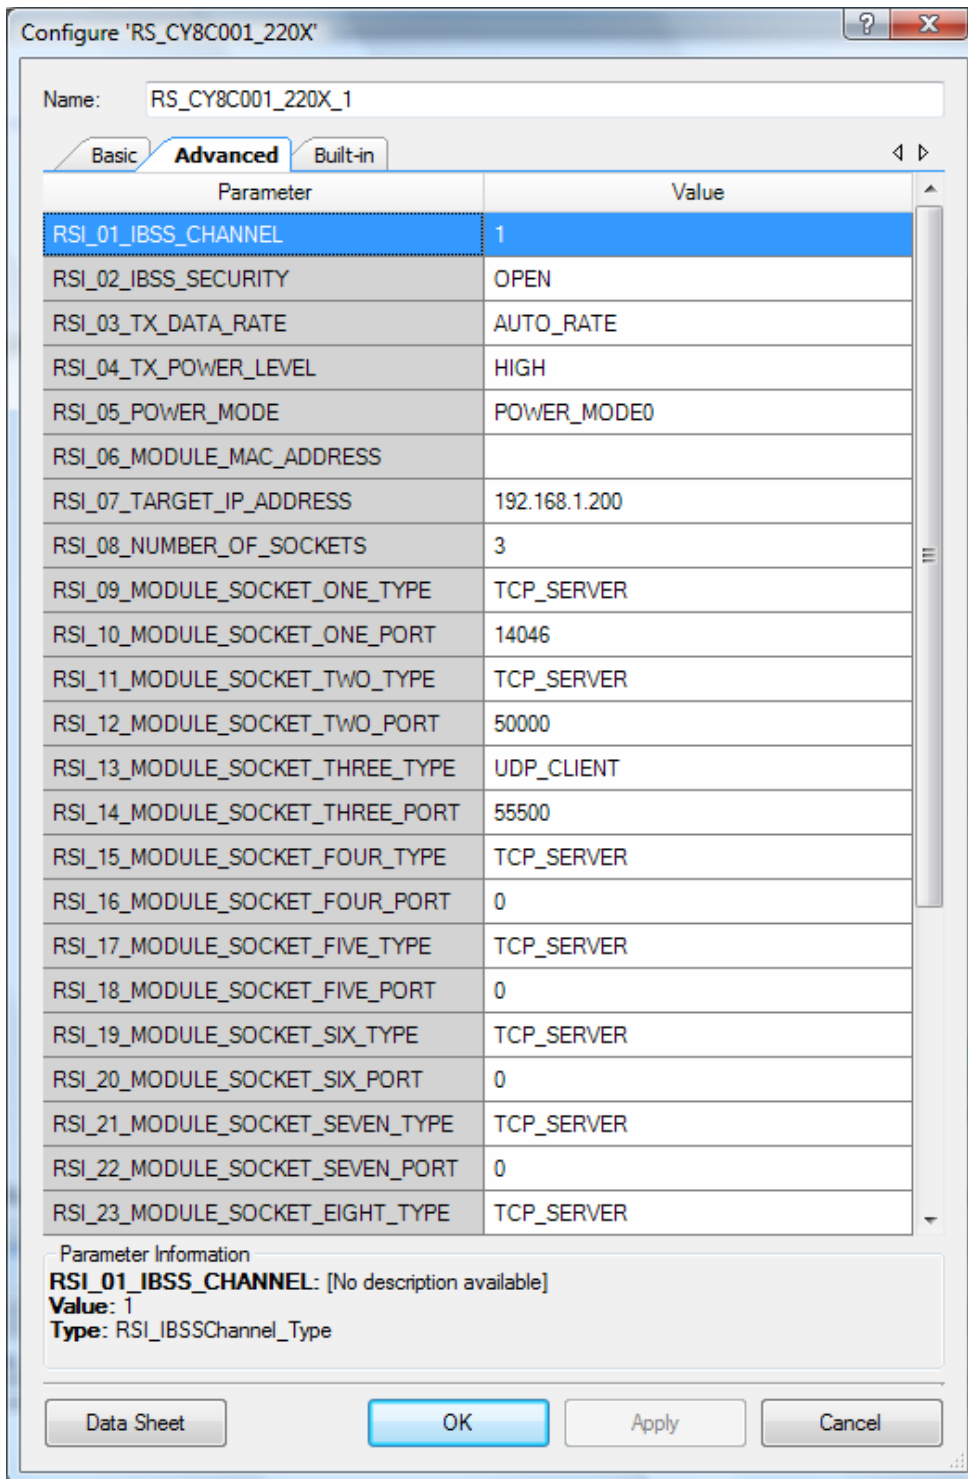 Configure 'RS_CY8C001_220X'
Name: RS_CY8C001_220X_1
Basic Advanced Built-in
Parameter Value
RSI_01_IBSS_CHANNEL 1
RSI_02_IBSS_SECURITY OPEN
RSI_03_TX_DATA_RATE AUTO_RATE
RSI_04_TX_POWER_LEVEL HIGH
RSI_05_POWER_MODE POWER_MODE0
RSI_06_MODULE_MAC_ADDRESS
RSI_07_TARGET_IP_ADDRESS 192.168.1.200
RSI_08_NUMBER_OF_SOCKETS 3
RSI_09_MODULE_SOCKET_ONE_TYPE TCP_SERVER
RSI_10_MODULE_SOCKET_ONE_PORT 14046
RSI_11_MODULE_SOCKET_TWO_TYPE TCP_SERVER
RSI_12_MODULE_SOCKET_TWO_PORT 50000
RSI_13_MODULE_SOCKET_THREE_TYPE UDP_CLIENT
RSI_14_MODULE_SOCKET_THREE_PORT 55500
RSI_15_MODULE_SOCKET_FOUR_TYPE TCP_SERVER
RSI_16_MODULE_SOCKET_FOUR_PORT 0
RSI_17_MODULE_SOCKET_FIVE_TYPE TCP_SERVER
RSI_18_MODULE_SOCKET_FIVE_PORT 0
RSI_19_MODULE_SOCKET_SIX_TYPE TCP_SERVER
RSI_20_MODULE_SOCKET_SIX_PORT 0
RSI_21_MODULE_SOCKET_SEVEN_TYPE TCP_SERVER
RSI_22_MODULE_SOCKET_SEVEN_PORT 0
RSI_23_MODULE_SOCKET_EIGHT_TYPE TCP_SERVER
Parameter Information
RSI_01_IBSS_CHANNEL: [No description available]
Value: 1
Type: RSI_IBSSChannel_Type
Data Sheet OK Apply Cancel